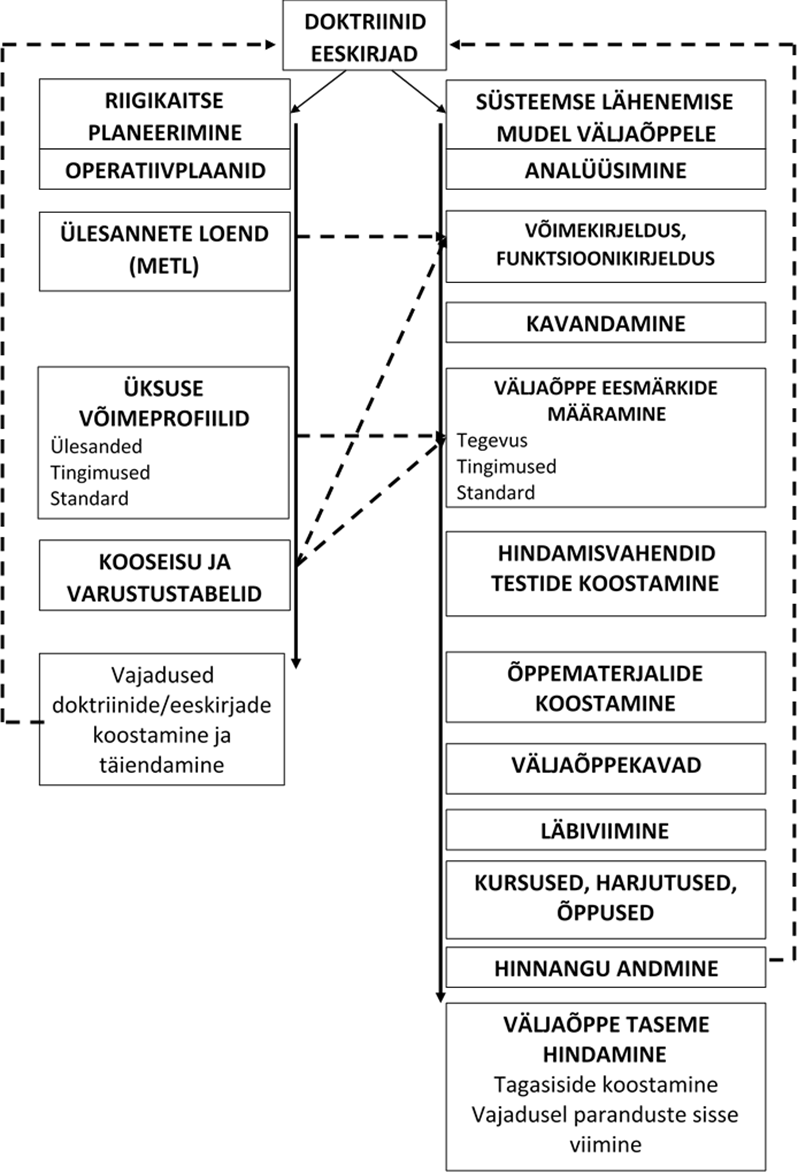 DOKTRIINID
EESKIRJAD
RIIGIKAITSE
PLANEERIMINE
OPERATIIVPLAANID
ÜLESANNETE LOEND
(METL)
ÜKSUSE
VÕIMEPROFIILID
Ülesanded
Tingimused
Standard
KOOSEISU JA
VARUSTUSTABELID
Vajadused
doktriinide/eeskirjade
koostamine ja
täiendamine
SÜSTEEMSE LÄHENEMISE
MUDEL VÄLJAÕPPELE
ANALÜÜSIMINE
VÕIMEKIRJELDUS,
FUNKTSIOONIKIRJELDUS
KAVANDAMINE
VÄLJAÕPPE EESMÄRKIDE
MÄÄRAMINE
Tegevus
Tingimused
Standard
HINDAMISVAHENDID
TESTIDE KOOSTAMINE
ÕPPEMATERJALIDE
KOOSTAMINE
VÄLJAÕPPEKAVAD
LÄBIVIIMINE
KURSUSED, HARJUTUSED,
ÕPPUSED
HINNANGU ANDMINE
VÄLJAÕPPE TASEME
HINDAMINE
Tagasiside koostamine
Vajadusel paranduste sisse
viimine